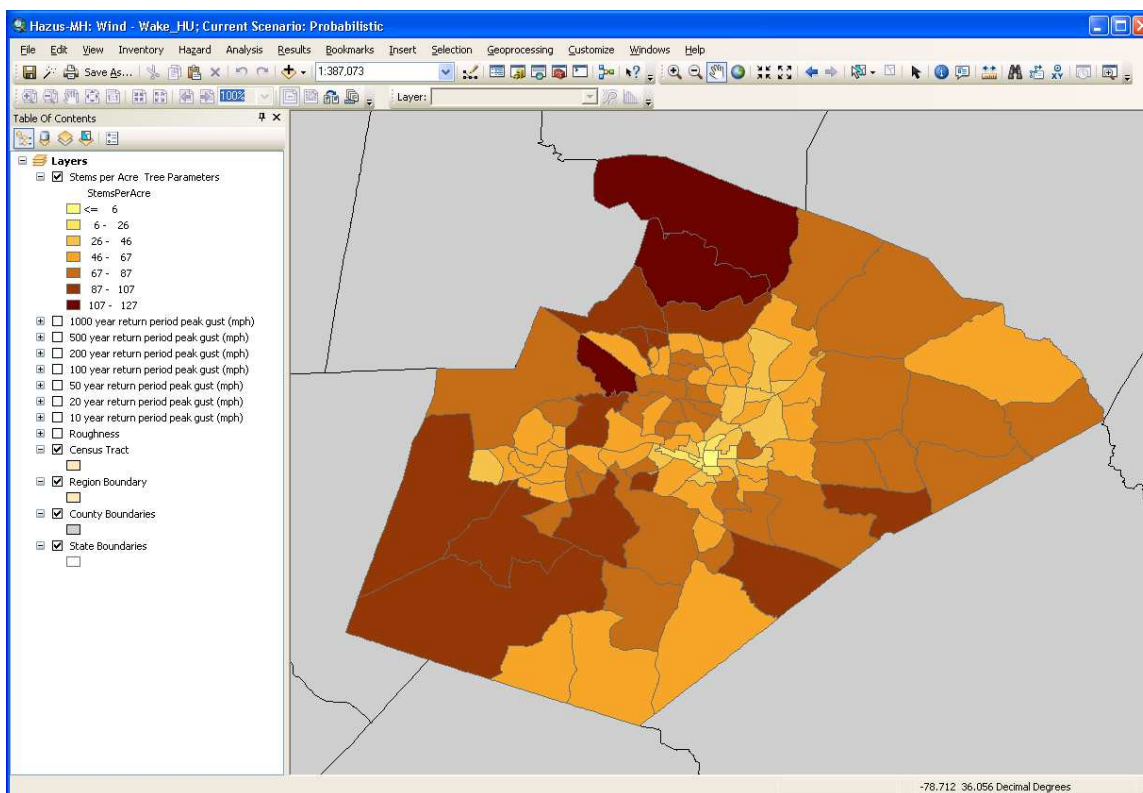 Hazus-MH: Wind - Wake_HU; Current Scenario: Probabilistic
File Edit View Inventory Hazard Analysis Results Bookmarks Insert Selection Geoprocessing Customize Windows Help
Save As... 1:387,073
100% Layer:
Table Of Contents
Layers
Stems per Acre Tree Parameters
StemsPerAcre
<= 6
6 - 26
26 - 46
46 - 67
67 - 87
87 - 107
107 - 127
1000 year return period peak gust (mph)
500 year return period peak gust (mph)
200 year return period peak gust (mph)
100 year return period peak gust (mph)
50 year return period peak gust (mph)
20 year return period peak gust (mph)
10 year return period peak gust (mph)
Roughness
Census Tract
Region Boundary
County Boundaries
State Boundaries
-78.712 36.056 Decimal Degrees